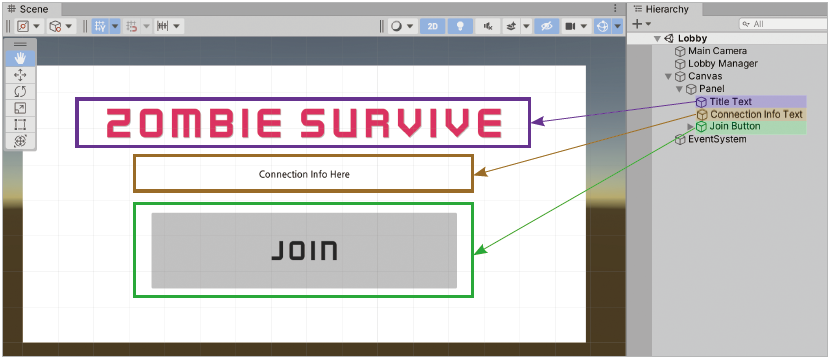 Scene
2D
ZOMBIE SURVIVE
Connection Info Here
JOIN
Hierarchy
All
Lobby
Main Camera
Lobby Manager
Canvas
Panel
Title Text
Connection Info Text
Join Button
EventSystem